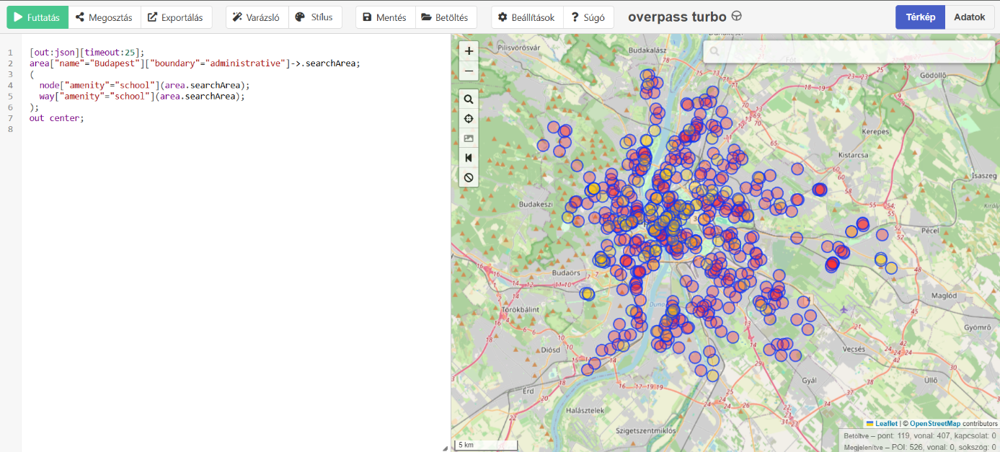 Futtatás Megosztás Exportálás Varázsló Stílus Mentés Betöltés Beállítások ? Súgó overpass turbo Térkép Adatok
1 [out:json][timeout:25];
2 area["name"="Budapest"]["boundary"="administrative"]->.searchArea;
3 (
4 node["amenity"="school"](area.searchArea);
5 way["amenity"="school"](area.searchArea);
6 );
7 out center;
8
+
−
Pilisvörösvár
Budakalász
Gödöllő
Kerepes
Kistarcsa
Isaszeg
Budakeszi
Pécel
Budaörs
Maglód
Törökbálint
Gyömrő
Diósd
Vecsés
Gyál
Üllő
Érd
Halásztelek
Szigetszentmiklós
5 km
Leaflet | © OpenStreetMap contributors
Betöltve – pont: 119, vonal: 407, kapcsolat: 0
Megjelenítve – POI: 526, vonal: 0, sokszög: 0